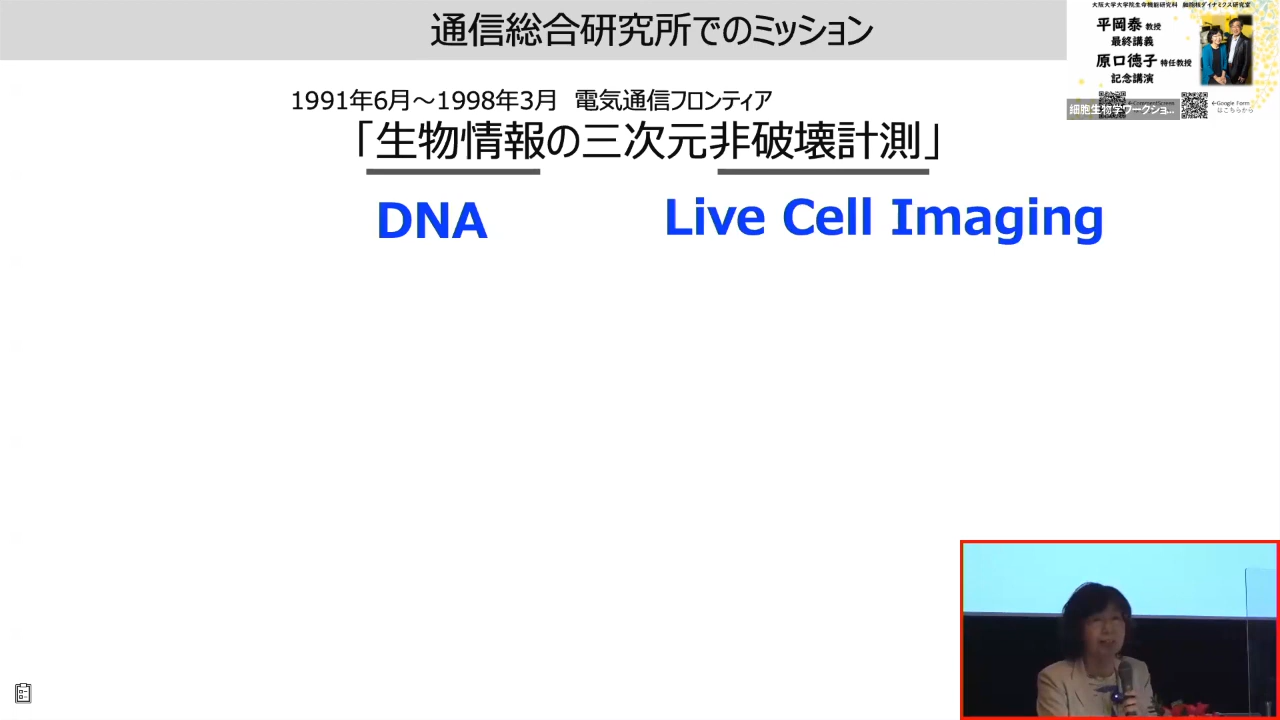 通信総合研究所でのミッション
大阪大学大学院生命機能研究科 細胞核ダイナミクス研究室
平岡泰 教授
最終講義
原口徳子 特任教授
記念講演
細胞生物学ワークショ...
←Google Form
はこちらから
1991年6月～1998年3月 電気通信フロンティア
「生物情報の三次元非破壊計測」
DNA
Live Cell Imaging